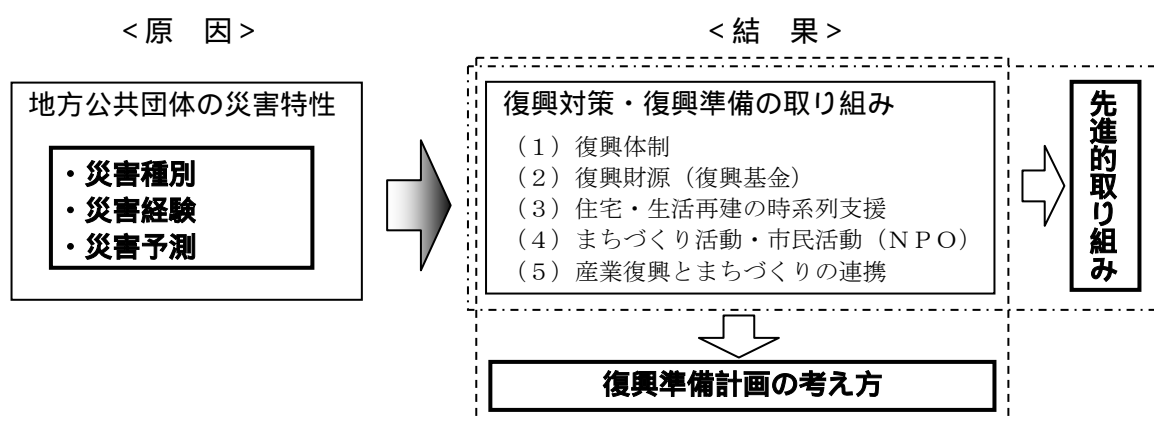 <原　因>
<結　果>
地方公共団体の災害特性
・災害種別
・災害経験
・災害予測
復興対策・復興準備の取り組み
（１）復興体制
（２）復興財源（復興基金）
（３）住宅・生活再建の時系列支援
（４）まちづくり活動・市民活動（ＮＰＯ）
（５）産業復興とまちづくりの連携
先進的取り組み
復興準備計画の考え方